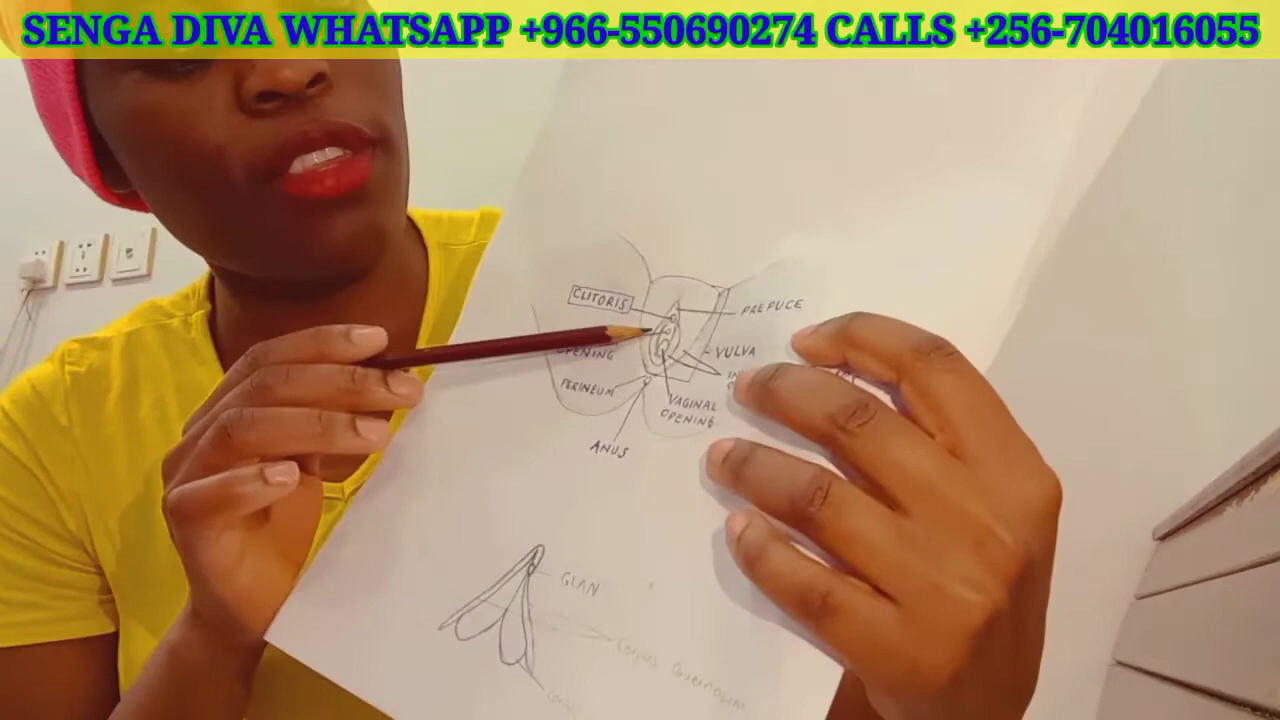 SENGA DIVA WHATSAPP +966-550690274 CALLS +256-704016055
CLITORIS
PREPUCE
OPENING
VULVA
PERINEUM
VAGINAL
OPENING
ANUS
GLAN